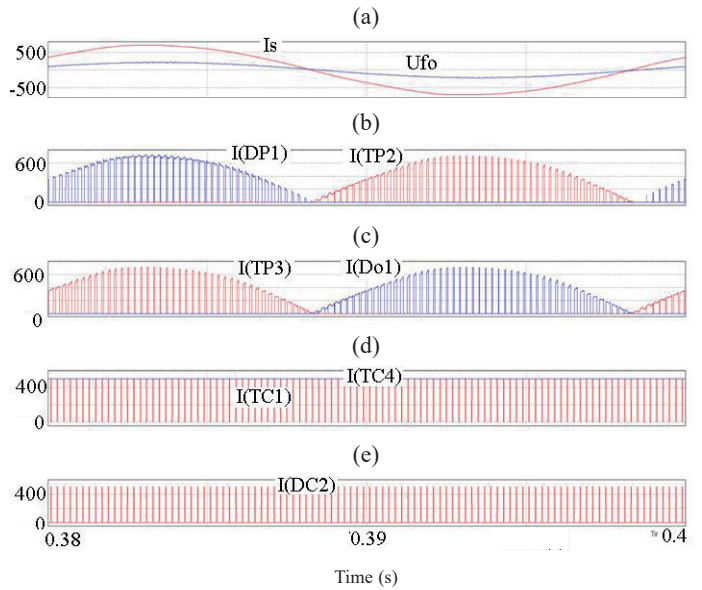 (a)
500
-500
Is
Ufo
(b)
600
0
I(DP1)
I(TP2)
(c)
600
0
I(TP3)
I(Do1)
(d)
400
0
I(TC4)
I(TC1)
(e)
400
0
I(DC2)
0.38
0.39
0.4
Time (s)